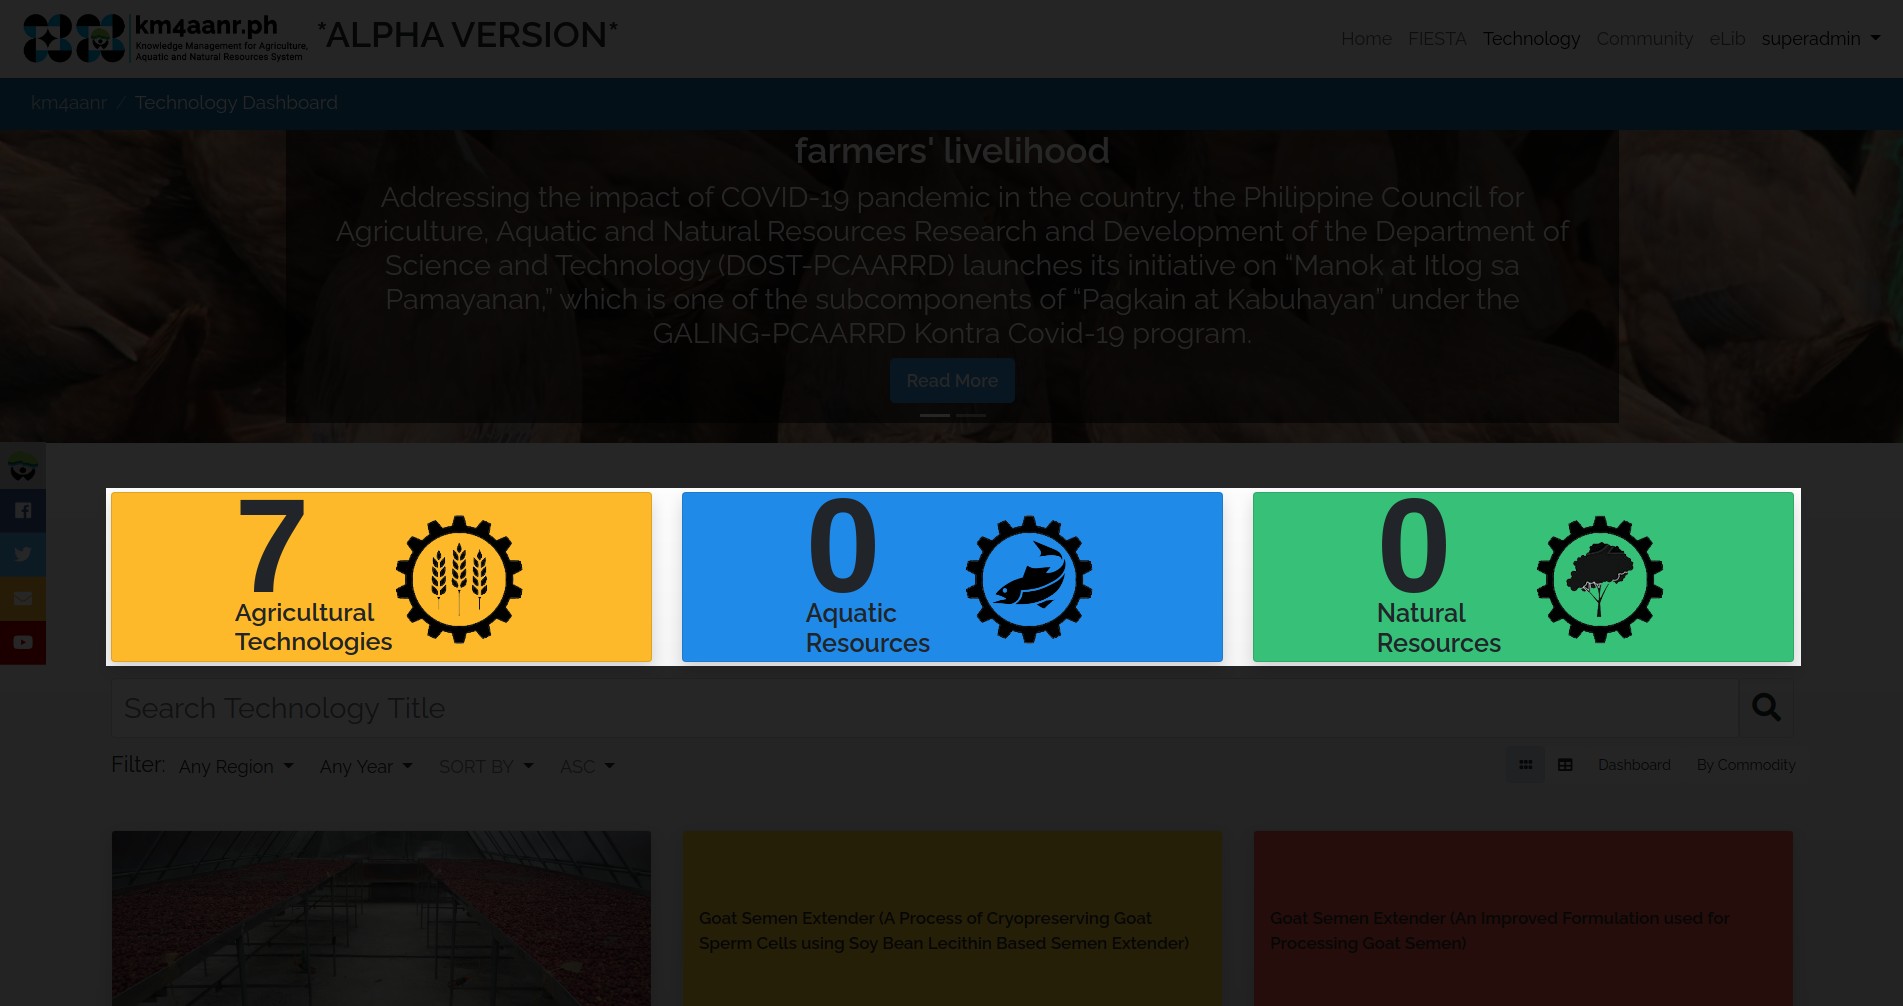 km4aanr.ph
Knowledge Management for Agriculture,
Aquatic and Natural Resources System
*ALPHA VERSION*
Home FIESTA Technology Community eLib superadmin
km4aanr / Technology Dashboard
farmers' livelihood
Addressing the impact of COVID-19 pandemic in the country, the Philippine Council for
Agriculture, Aquatic and Natural Resources Research and Development of the Department of
Science and Technology (DOST-PCAARRD) launches its initiative on “Manok at Itlog sa
Pamayanan,” which is one of the subcomponents of “Pagkain at Kabuhayan” under the
GALING-PCAARRD Kontra Covid-19 program.
Read More
7
Agricultural
Technologies
0
Aquatic
Resources
0
Natural
Resources
Search Technology Title
Filter: Any Region Any Year SORT BY ASC
Dashboard By Commodity
Goat Semen Extender (A Process of Cryopreserving Goat
Sperm Cells using Soy Bean Lecithin Based Semen Extender)
Goat Semen Extender (An Improved Formulation used for
Processing Goat Semen)